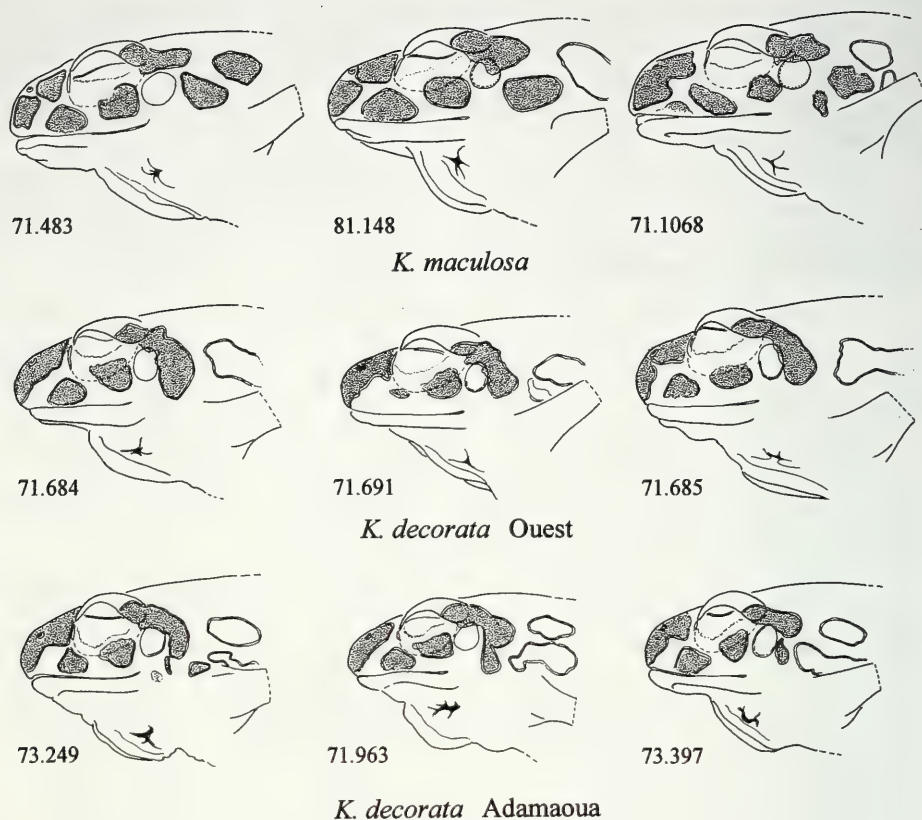 71.483 81.148 71.1068
K. maculosa
71.684 71.691 71.685
K. decorata Ouest
73.249 71.963 73.397
K. decorata Adamaoua